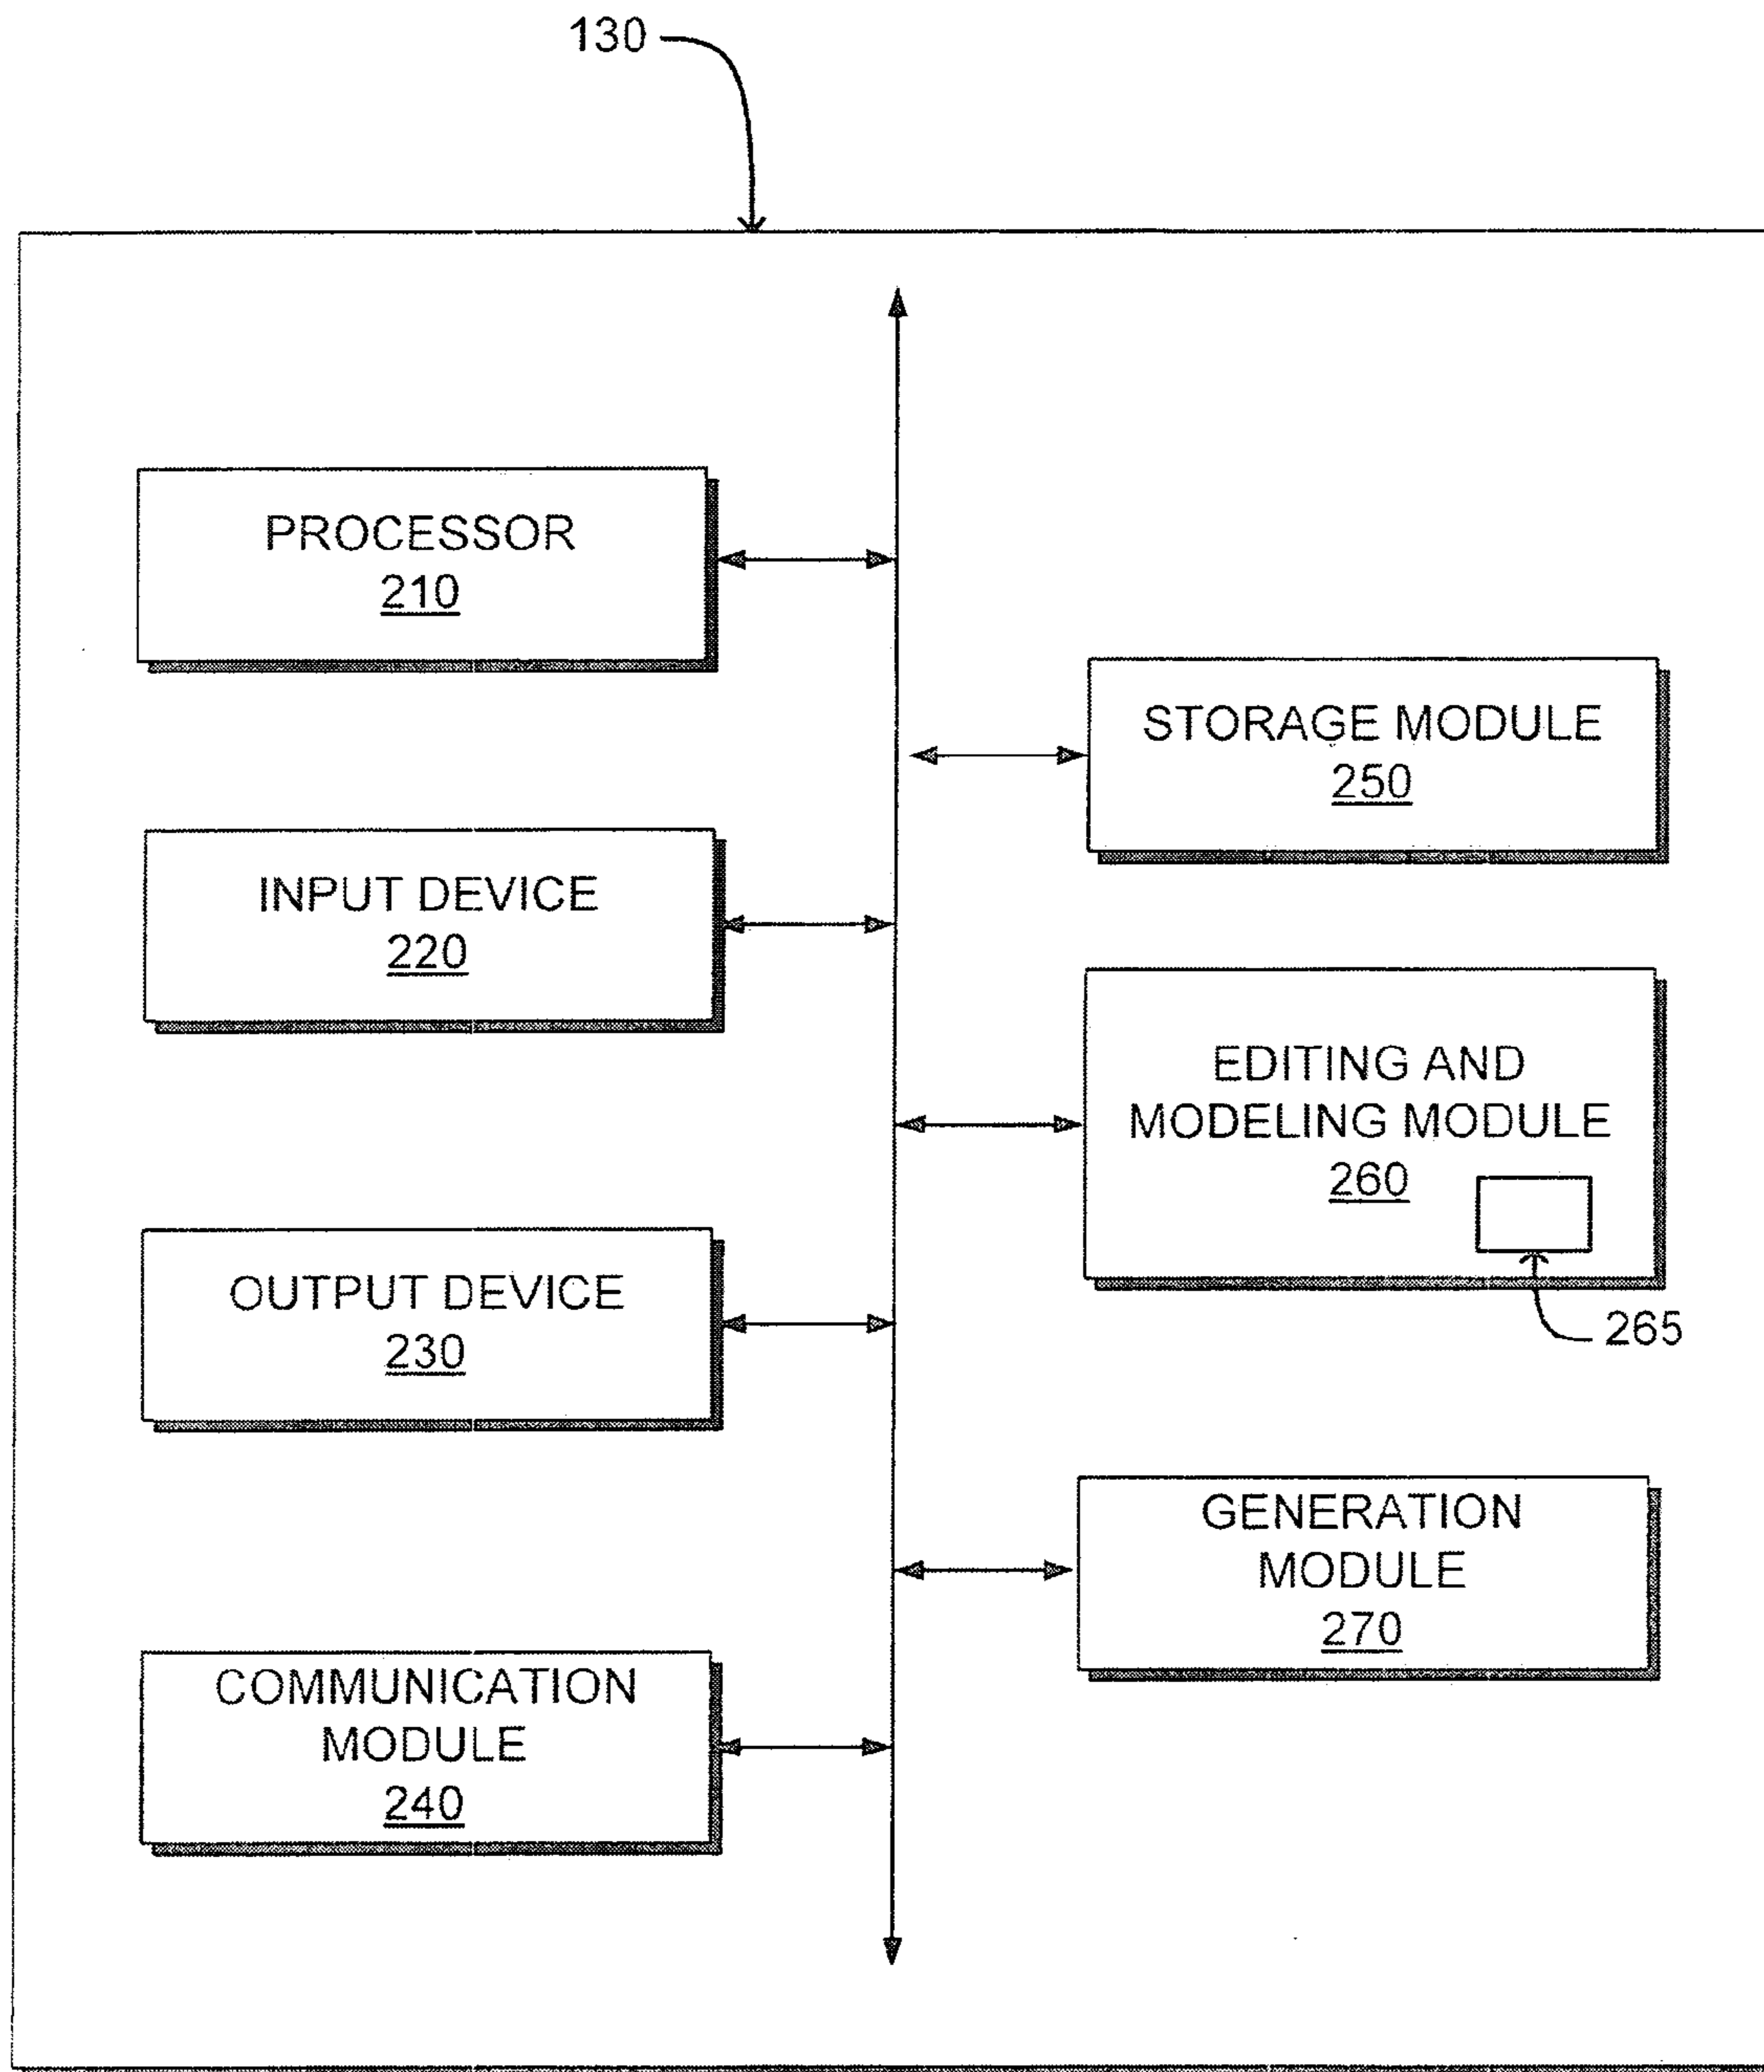 130
PROCESSOR
210
INPUT DEVICE
220
OUTPUT DEVICE
230
COMMUNICATION
MODULE
240
STORAGE MODULE
250
EDITING AND
MODELING MODULE
260
265
GENERATION
MODULE
270